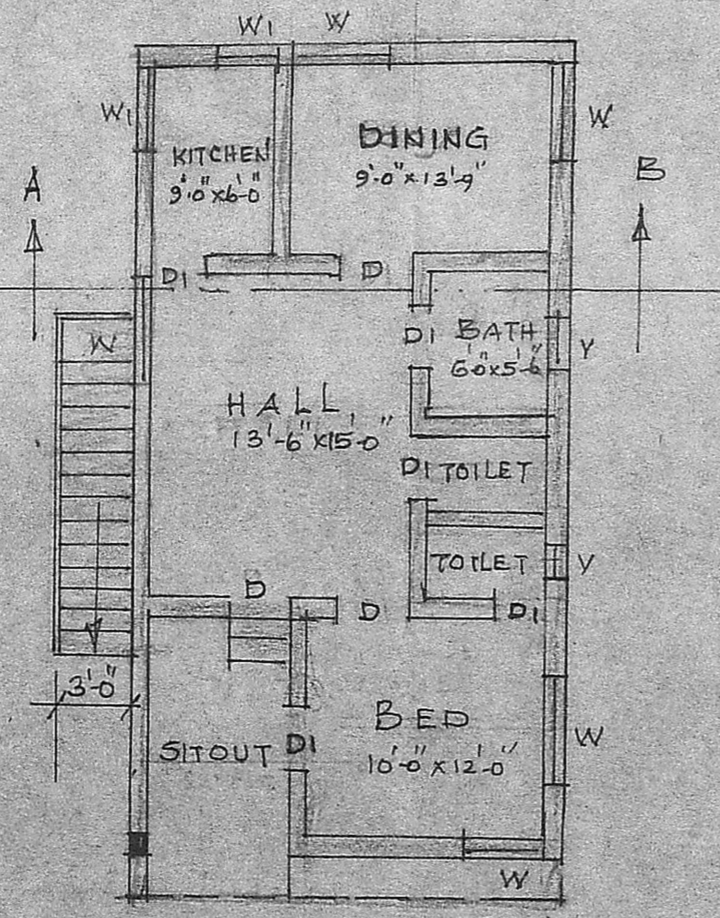 W1 W
W1
W
KITCHEN
9'-0"x6'-0"
DINING
9'-0"x13'-9"
A
B
D1
D
W
D1
BATH
6'0"x5'-6"
Y
HALL,
13'-6"x15'-0"
D1 TOILET
TOILET
Y
D
D
D1
3'-0"
SITOUT
D1
BED
10'-0"x12'-0"
W
W